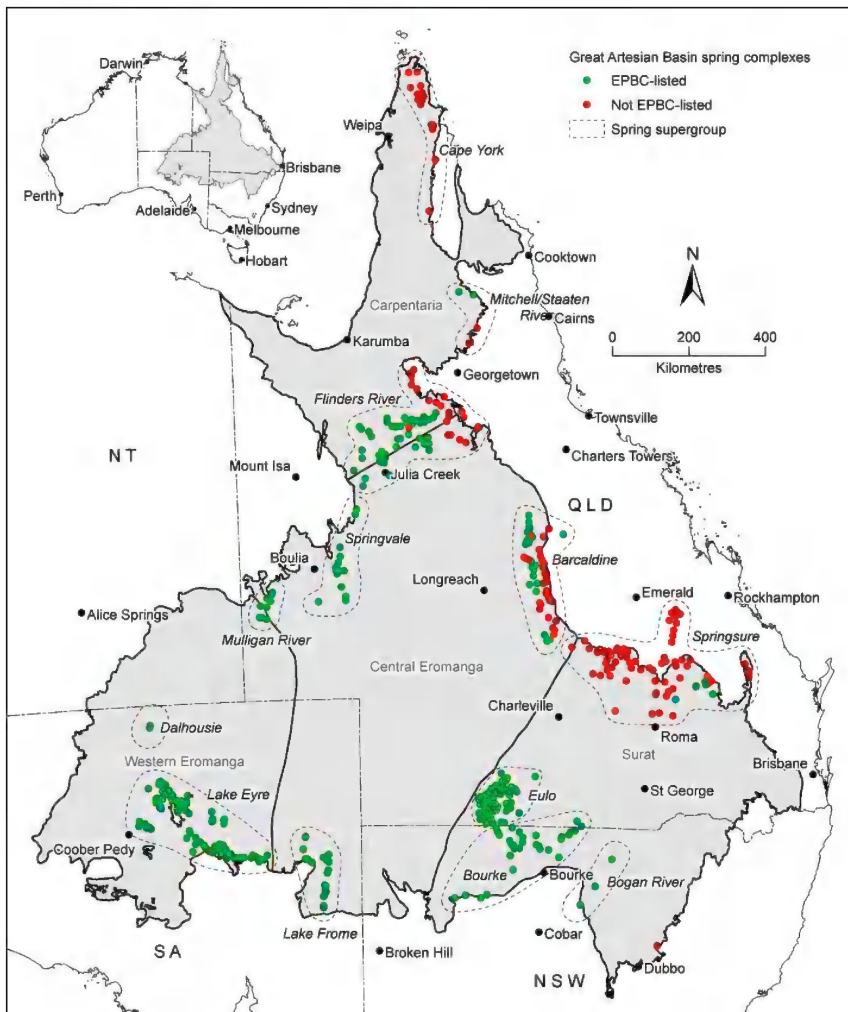 Great Artesian Basin spring complexes
EPBC-listed
Not EPBC-listed
Spring supergroup
Darwin
Brisbane
Perth
Adelaide
Sydney
Melbourne
Hobart
Weipa
Cape York
Cooktown
N
Carpentaria
Mitchell/Staaten
River
Cairns
Karumba
0 200 400
Kilometres
Georgetown
Flinders River
Townsville
NT
Mount Isa
Julia Creek
Charters Towers
QLD
Springvale
Boulia
Barcaldine
Longreach
Emerald
Rockhampton
Alice Springs
Mulligan River
Springsure
Central Eromanga
Charleville
Dalhousie
Roma
Western Eromanga
Surat
Brisbane
Lake Eyre
Eulo
St George
Coober Pedy
Bourke
Bourke
Bogan River
Lake Frome
Cobar
SA
Broken Hill
Dubbo
NSW